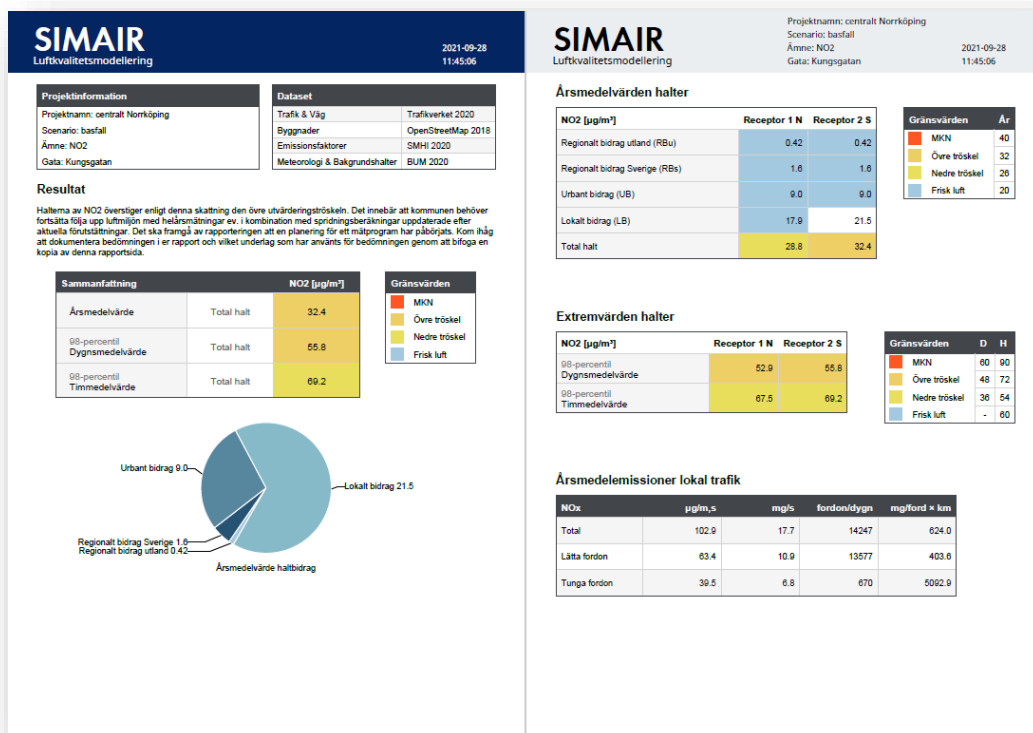 SIMAIR
Luftkvalitetsmodellering
2021-09-28
11:45:06
Projektinformation
Projektnamn: centralt Norrköping
Scenario: basfall
Ämne: NO2
Gata: Kungsgatan
Dataset
Trafik & Väg Trafikverket 2020
Byggnader OpenStreetMap 2018
Emissionsfaktorer SMHI 2020
Meteorologi & Bakgrundshalter BUM 2020
Resultat
Halterna av NO2 överstiger enligt denna skattning den övre utvärderingströskeln. Det innebär att kommunen behöver
fortsätta följa upp luftmiljön med helårsmätningar ev. i kombination med spridningsberäkningar uppdaterade efter
aktuella förutstättningar. Det ska framgå av rapporteringen att en planering för ett mätprogram har påbörjats. Kom ihåg
att dokumentera bedömningen i er rapport och vilket underlag som har använts för bedömningen genom att bifoga en
kopia av denna rapportsida.
Sammanfattning NO2 [µg/m³]
Årsmedelvärde Total halt 32.4
98-percentil
Dygnsmedelvärde Total halt 55.8
98-percentil
Timmedelvärde Total halt 69.2
Gränsvärden
MKN
Övre tröskel
Nedre tröskel
Frisk luft
Urbant bidrag 9.0
Lokalt bidrag 21.5
Regionalt bidrag Sverige 1.6
Regionalt bidrag utland 0.42
Årsmedelvärde haltbidrag
SIMAIR
Luftkvalitetsmodellering
Projektnamn: centralt Norrköping
Scenario: basfall
Ämne: NO2
Gata: Kungsgatan
2021-09-28
11:45:06
Årsmedelvärden halter
NO2 [µg/m³] Receptor 1 N Receptor 2 S
Regionalt bidrag utland (RBu) 0.42 0.42
Regionalt bidrag Sverige (RBs) 1.6 1.6
Urbant bidrag (UB) 9.0 9.0
Lokalt bidrag (LB) 17.9 21.5
Total halt 28.8 32.4
Gränsvärden År
MKN 40
Övre tröskel 32
Nedre tröskel 26
Frisk luft 20
Extremvärden halter
NO2 [µg/m³] Receptor 1 N Receptor 2 S
98-percentil
Dygnsmedelvärde 52.9 55.8
98-percentil
Timmedelvärde 67.5 69.2
Gränsvärden D H
MKN 60 90
Övre tröskel 48 72
Nedre tröskel 36 54
Frisk luft - 60
Årsmedelemissioner lokal trafik
NOx µg/m,s mg/s fordon/dygn mg/ford × km
Total 102.9 17.7 14247 624.0
Lätta fordon 63.4 10.9 13577 403.6
Tunga fordon 39.5 6.8 670 5092.9